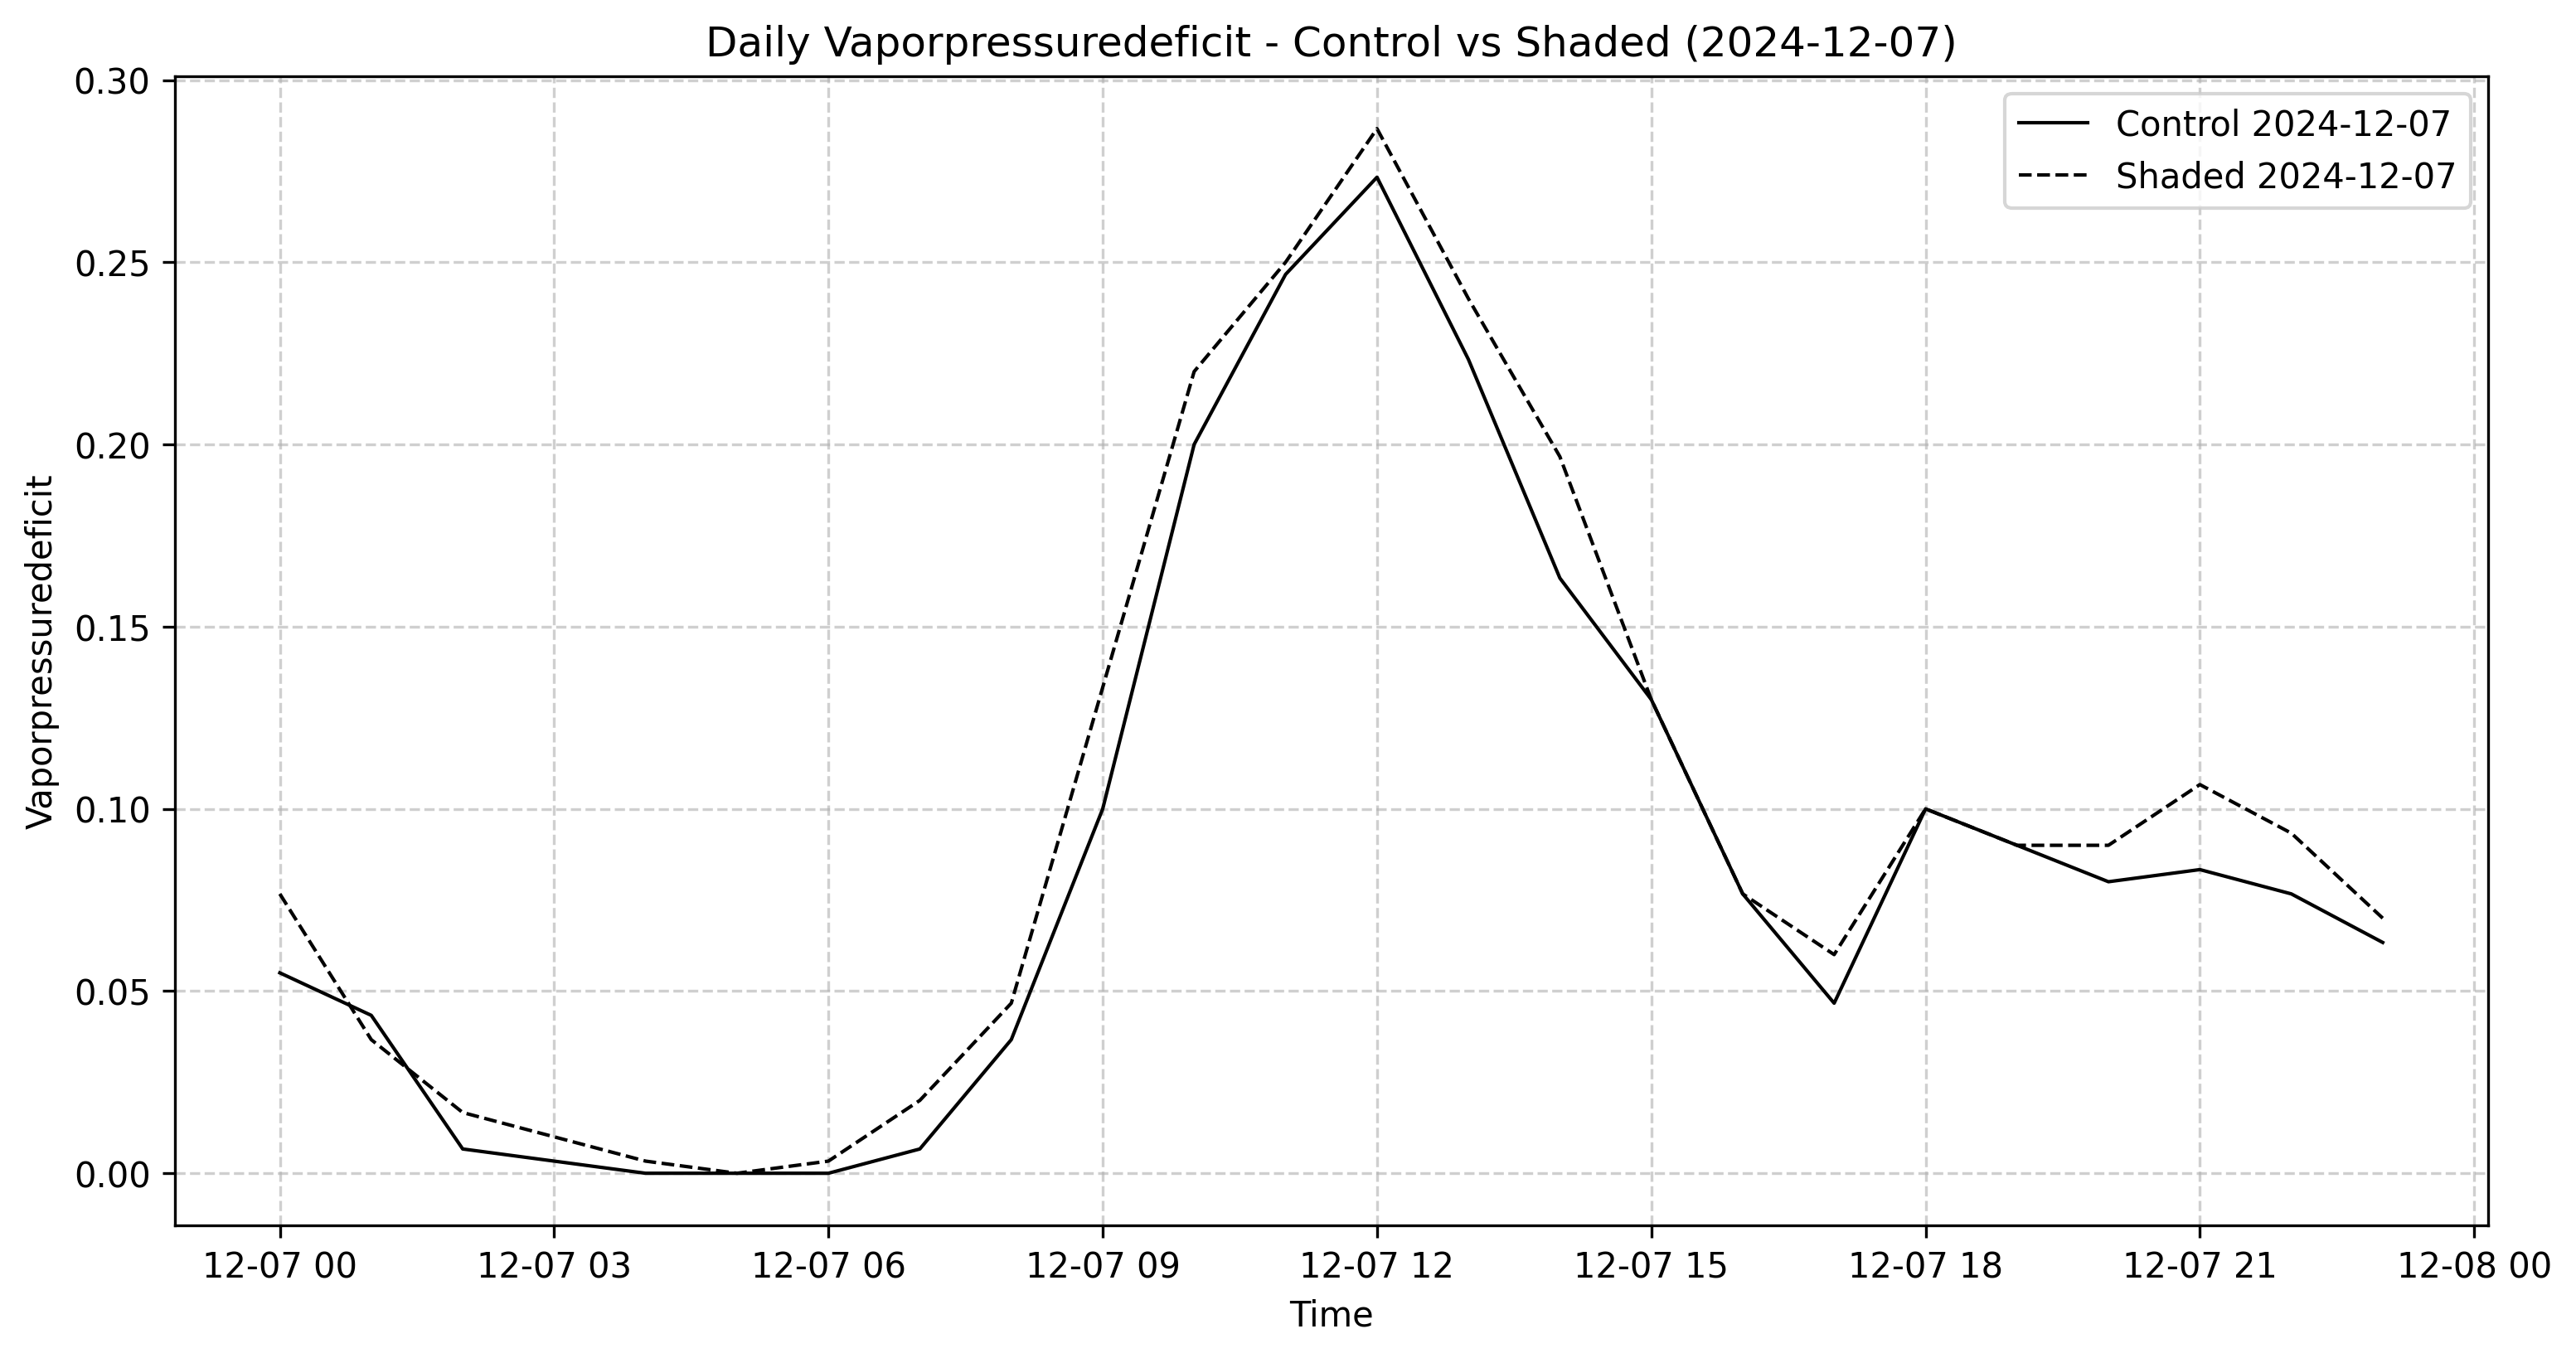 Daily Vaporpressuredeficit - Control vs Shaded (2024-12-07)
Control 2024-12-07
Shaded 2024-12-07
Vaporpressuredeficit
0.30
0.25
0.20
0.15
0.10
0.05
0.00
12-07 00 12-07 03 12-07 06 12-07 09 12-07 12 12-07 15 12-07 18 12-07 21 12-08 00
Time